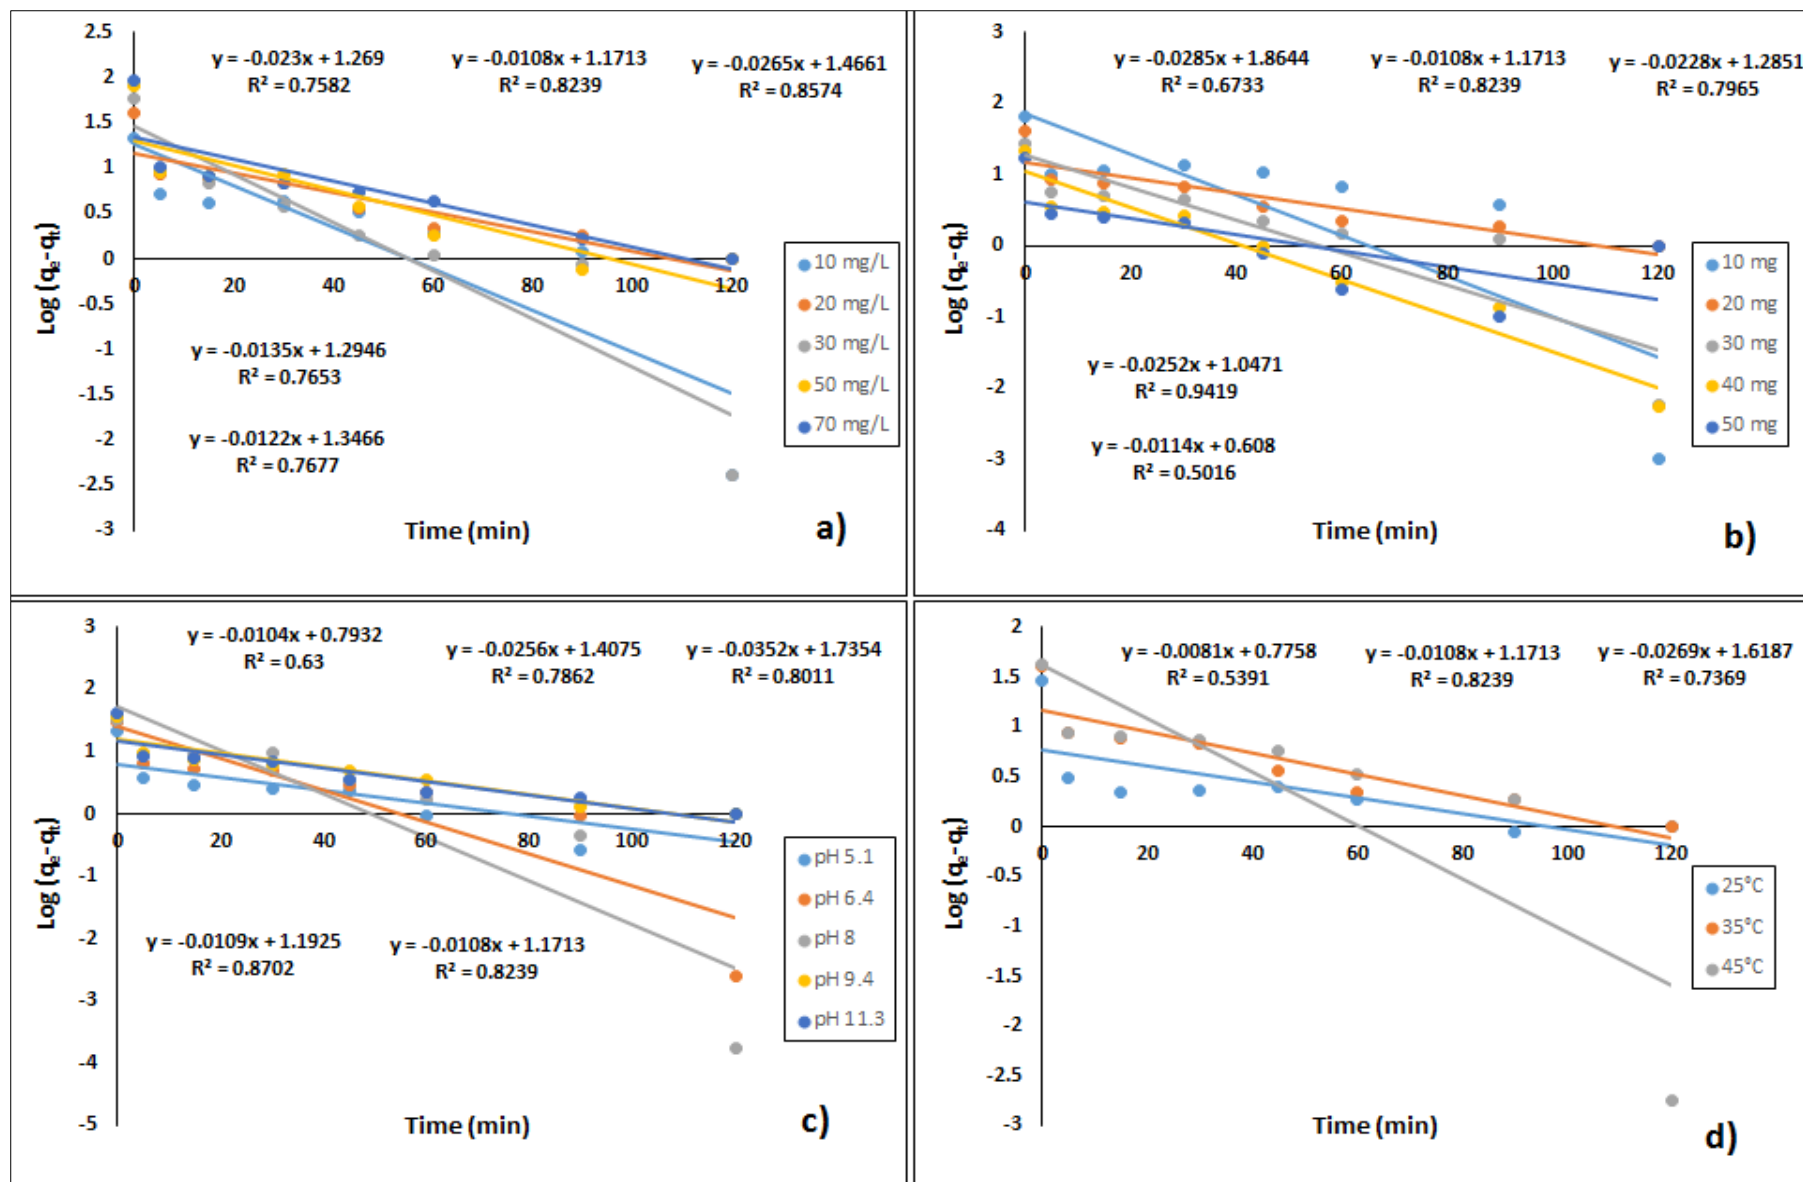 y = -0.023x + 1.269
R² = 0.7582
y = -0.0108x + 1.1713
R² = 0.8239
y = -0.0265x + 1.4661
R² = 0.8574
2.5
2
1.5
1
0.5
0
-0.5
-1
-1.5
-2
-2.5
-3
0 20 40 60 80 100 120
Log (qe-qt)
y = -0.0135x + 1.2946
R² = 0.7653
y = -0.0122x + 1.3466
R² = 0.7677
10 mg/L
20 mg/L
30 mg/L
50 mg/L
70 mg/L
Time (min)
a)
y = -0.0285x + 1.8644
R² = 0.6733
y = -0.0108x + 1.1713
R² = 0.8239
y = -0.0228x + 1.2851
R² = 0.7965
3
2
1
0
-1
-2
-3
-4
0 20 40 60 80 100 120
Log (qe-qt)
y = -0.0252x + 1.0471
R² = 0.9419
y = -0.0114x + 0.608
R² = 0.5016
10 mg
20 mg
30 mg
40 mg
50 mg
Time (min)
b)
y = -0.0104x + 0.7932
R² = 0.63
y = -0.0256x + 1.4075
R² = 0.7862
y = -0.0352x + 1.7354
R² = 0.8011
3
2
1
0
-1
-2
-3
-4
-5
0 20 40 60 80 100 120
Log (qe-qt)
y = -0.0109x + 1.1925
R² = 0.8702
y = -0.0108x + 1.1713
R² = 0.8239
pH 5.1
pH 6.4
pH 8
pH 9.4
pH 11.3
Time (min)
c)
y = -0.0081x + 0.7758
R² = 0.5391
y = -0.0108x + 1.1713
R² = 0.8239
y = -0.0269x + 1.6187
R² = 0.7369
2
1.5
1
0.5
0
-0.5
-1
-1.5
-2
-2.5
-3
0 20 40 60 80 100 120
Log (qe-qt)
25°C
35°C
45°C
Time (min)
d)